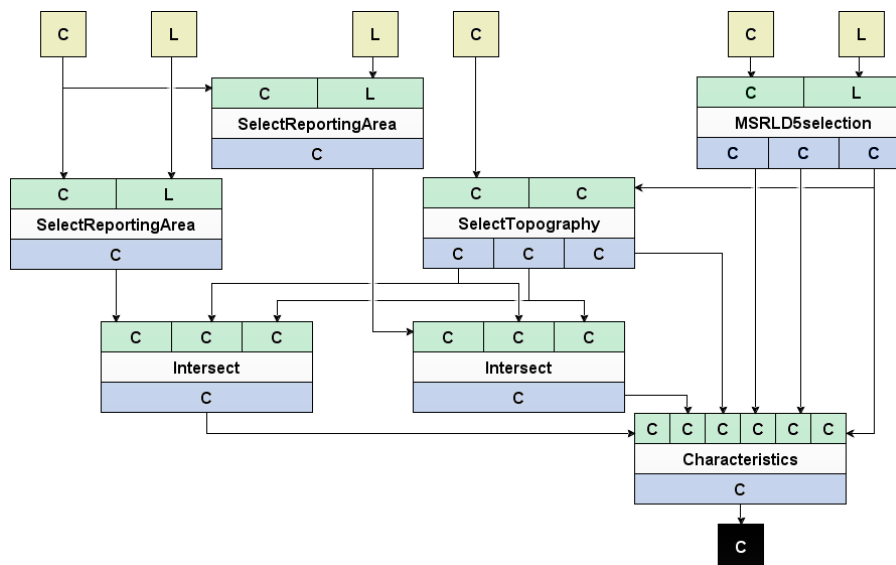 C L L C C L
C L
SelectReportingArea
C
C L
MSRLD5selection
C C C
C L
SelectReportingArea
C
C C
SelectTopography
C C C
C C C
Intersect
C
C C C
Intersect
C
C C C C C C
Characteristics
C
C